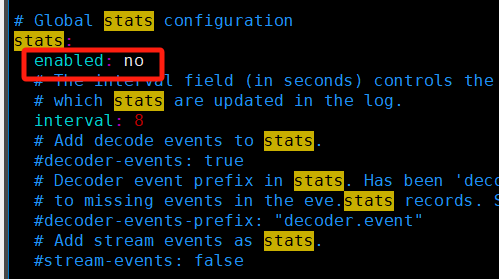 # Global stats configuration
stats:
enabled: no
# The interval field (in seconds) controls the
# which stats are updated in the log.
interval: 8
# Add decode events to stats.
#decoder-events: true
# Decoder event prefix in stats. Has been 'deco
# to missing events in the eve.stats records. S
#decoder-events-prefix: "decoder.event"
# Add stream events as stats.
#stream-events: false